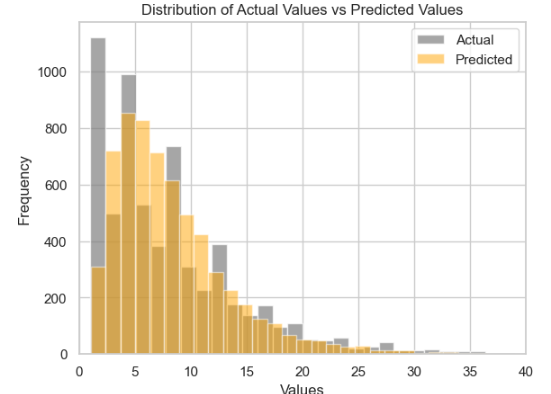 Distribution of Actual Values vs Predicted Values
Actual
Predicted
Frequency
1000
800
600
400
200
0
0 5 10 15 20 25 30 35 40
Values